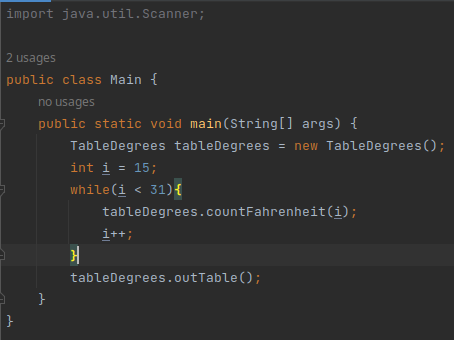 import java.util.Scanner;
2 usages
public class Main {
no usages
public static void main(String[] args) {
TableDegrees tableDegrees = new TableDegrees();
int i = 15;
while(i < 31){
tableDegrees.countFahrenheit(i);
i++;
}
tableDegrees.outTable();
}
}